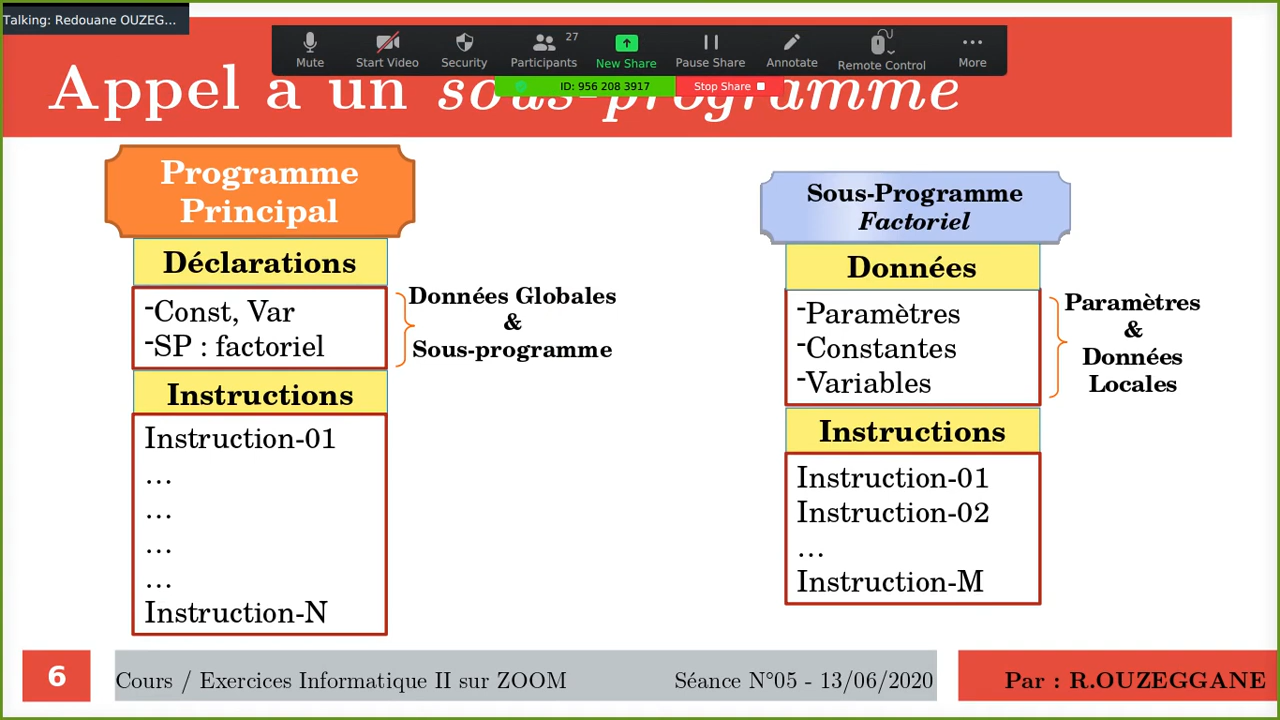 Talking: Redouane OUZEG...
Mute
Start Video
Security
Participants
27
New Share
Pause Share
Annotate
Remote Control
More
ID: 956 208 3917
Stop Share
Appel à un sous-programme
Programme
Principal
Déclarations
-Const, Var
-SP : factoriel
Données Globales
&
Sous-programme
Instructions
Instruction-01
...
...
...
...
Instruction-N
Sous-Programme
Factoriel
Données
-Paramètres
-Constantes
-Variables
Paramètres
&
Données
Locales
Instructions
Instruction-01
Instruction-02
...
Instruction-M
6
Cours / Exercices Informatique II sur ZOOM
Séance N°05 - 13/06/2020
Par : R.OUZEGGANE